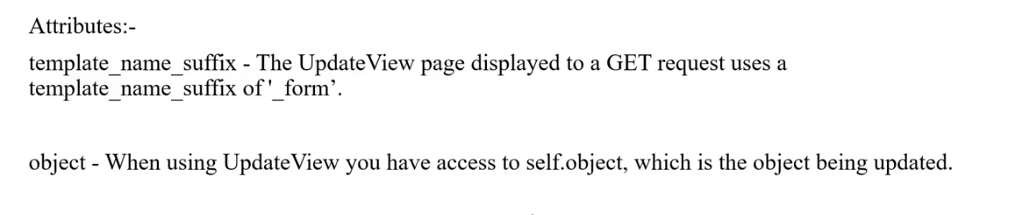 Attributes:-
template_name_suffix - The UpdateView page displayed to a GET request uses a
template_name_suffix of '_form’.
object - When using UpdateView you have access to self.object, which is the object being updated.